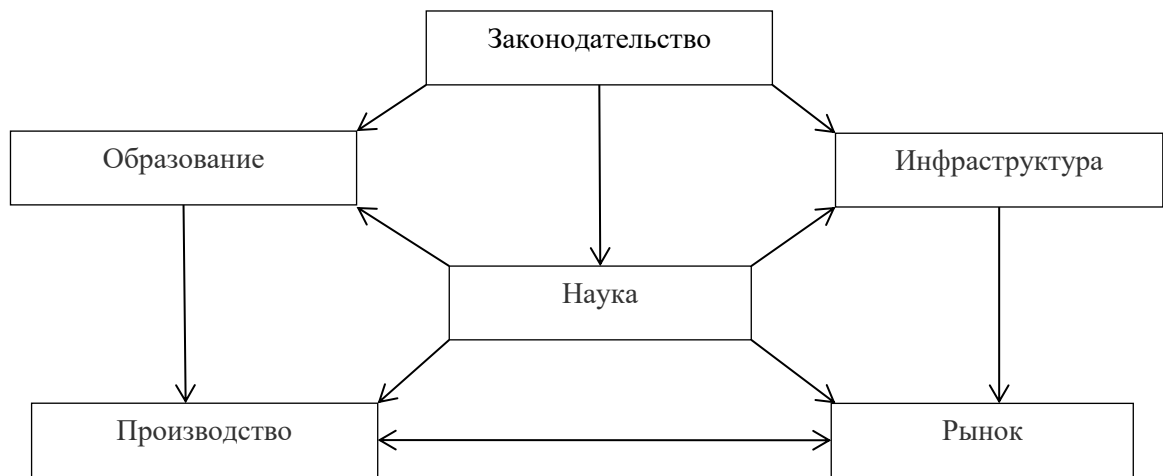 Законодательство
Образование
Инфраструктура
Наука
Производство
Рынок